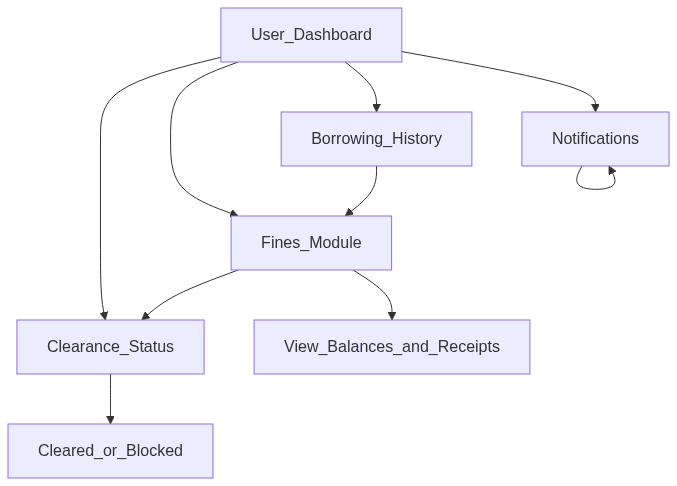 User_Dashboard
Borrowing_History
Notifications
Fines_Module
Clearance_Status
View_Balances_and_Receipts
Cleared_or_Blocked